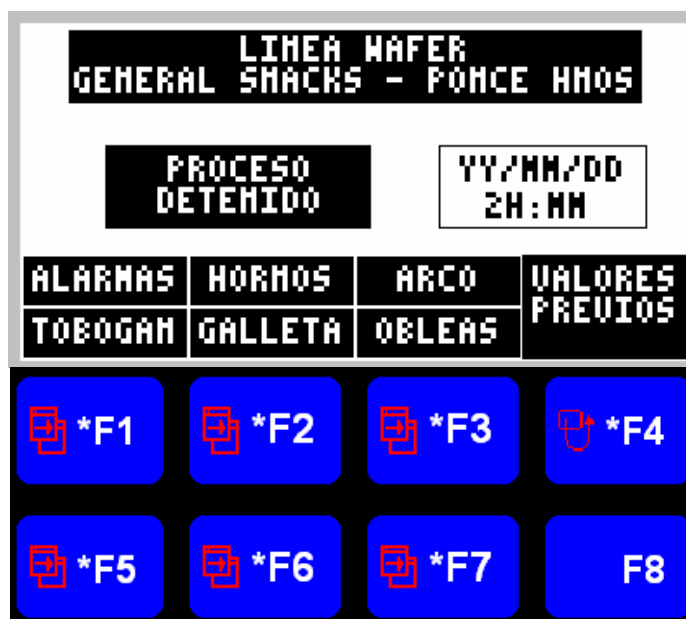 LINEA WAFER
GENERAL SNACKS - PONCE HNOS
PROCESO
DETENIDO
YY/MM/DD
2H:MM
ALARMAS HORNOS ARCO VALORES
PREVIOS
TOBOGAN GALLETA OBLEAS
*F1 *F2 *F3 *F4
*F5 *F6 *F7 F8